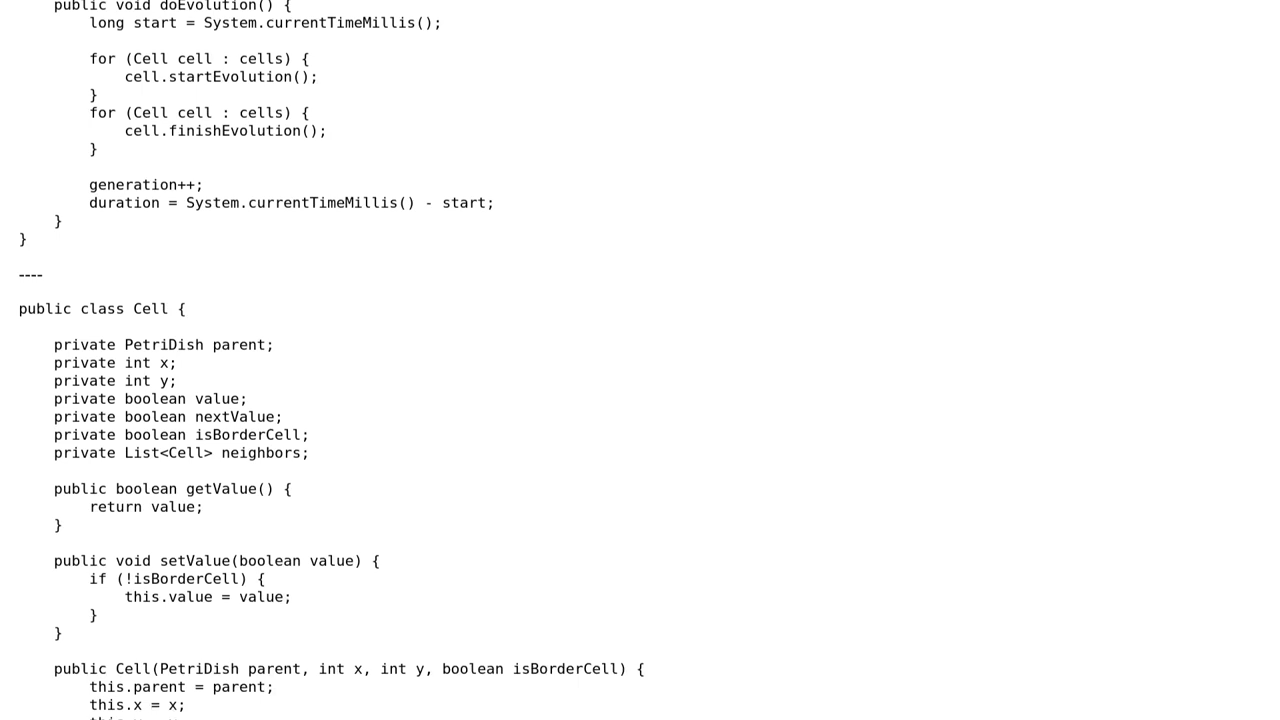 public void doEvolution() {
        long start = System.currentTimeMillis();

        for (Cell cell : cells) {
            cell.startEvolution();
        }
        for (Cell cell : cells) {
            cell.finishEvolution();
        }

        generation++;
        duration = System.currentTimeMillis() - start;
    }
}

----

public class Cell {

    private PetriDish parent;
    private int x;
    private int y;
    private boolean value;
    private boolean nextValue;
    private boolean isBorderCell;
    private List<Cell> neighbors;

    public boolean getValue() {
        return value;
    }

    public void setValue(boolean value) {
        if (!isBorderCell) {
            this.value = value;
        }
    }

    public Cell(PetriDish parent, int x, int y, boolean isBorderCell) {
        this.parent = parent;
        this.x = x;